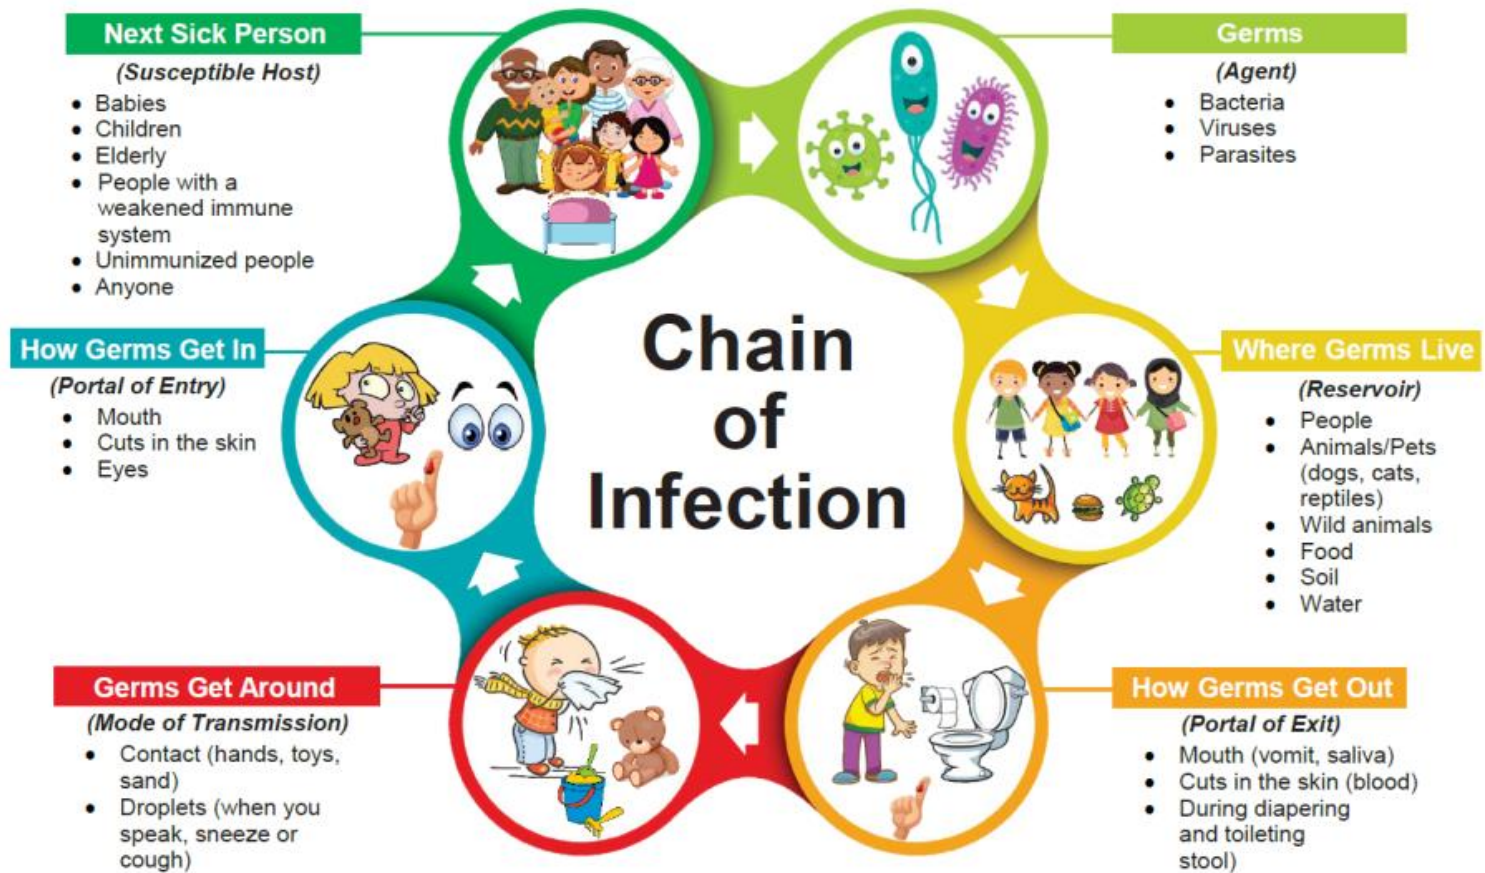 Chain
of
Infection
Germs
(Agent)
• Bacteria
• Viruses
• Parasites
Where Germs Live
(Reservoir)
• People
• Animals/Pets
(dogs, cats,
reptiles)
• Wild animals
• Food
• Soil
• Water
How Germs Get Out
(Portal of Exit)
• Mouth (vomit, saliva)
• Cuts in the skin (blood)
• During diapering
and toileting
stool)
Germs Get Around
(Mode of Transmission)
• Contact (hands, toys,
sand)
• Droplets (when you
speak, sneeze or
cough)
How Germs Get In
(Portal of Entry)
• Mouth
• Cuts in the skin
• Eyes
Next Sick Person
(Susceptible Host)
• Babies
• Children
• Elderly
• People with a
weakened immune
system
• Unimmunized people
• Anyone